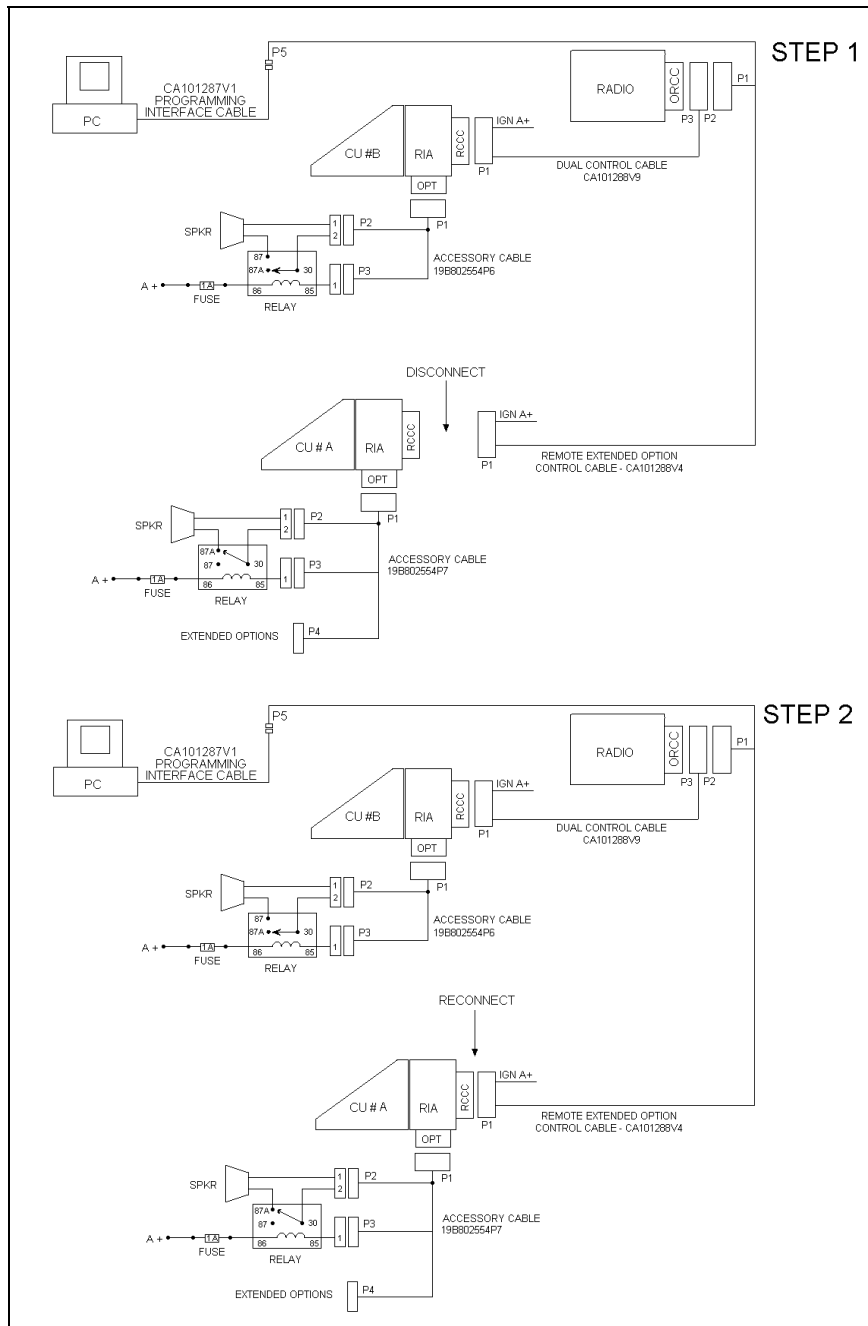 STEP 1
P5
CA101287V1
PROGRAMMING
INTERFACE CABLE
PC
RADIO
ORCC
P3
P2
P1
CU #B
RIA
RCCC
P1
IGN A+
DUAL CONTROL CABLE
CA101288V9
OPT
P1
SPKR
1
2
P2
87
87A
30
86
85
1
P3
ACCESSORY CABLE
19B802554P6
A +
1A
FUSE
RELAY
DISCONNECT
CU # A
RIA
RCCC
P1
IGN A+
REMOTE EXTENDED OPTION
CONTROL CABLE - CA101288V4
OPT
P1
SPKR
1
2
P2
87A
87
30
86
85
1
P3
ACCESSORY CABLE
19B802554P7
A +
1A
FUSE
RELAY
EXTENDED OPTIONS
P4
STEP 2
P5
CA101287V1
PROGRAMMING
INTERFACE CABLE
PC
RADIO
ORCC
P3
P2
P1
CU #B
RIA
RCCC
P1
IGN A+
DUAL CONTROL CABLE
CA101288V9
OPT
P1
SPKR
1
2
P2
87
87A
30
86
85
1
P3
ACCESSORY CABLE
19B802554P6
A +
1A
FUSE
RELAY
RECONNECT
CU # A
RIA
RCCC
P1
IGN A+
REMOTE EXTENDED OPTION
CONTROL CABLE - CA101288V4
OPT
P1
SPKR
1
2
P2
87A
87
30
86
85
1
P3
ACCESSORY CABLE
19B802554P7
A +
1A
FUSE
RELAY
EXTENDED OPTIONS
P4